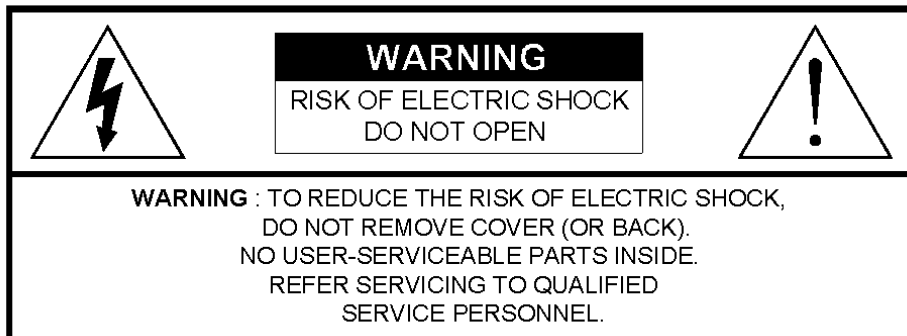 WARNING
RISK OF ELECTRIC SHOCK
DO NOT OPEN
WARNING : TO REDUCE THE RISK OF ELECTRIC SHOCK,
DO NOT REMOVE COVER (OR BACK).
NO USER-SERVICEABLE PARTS INSIDE.
REFER SERVICING TO QUALIFIED
SERVICE PERSONNEL.